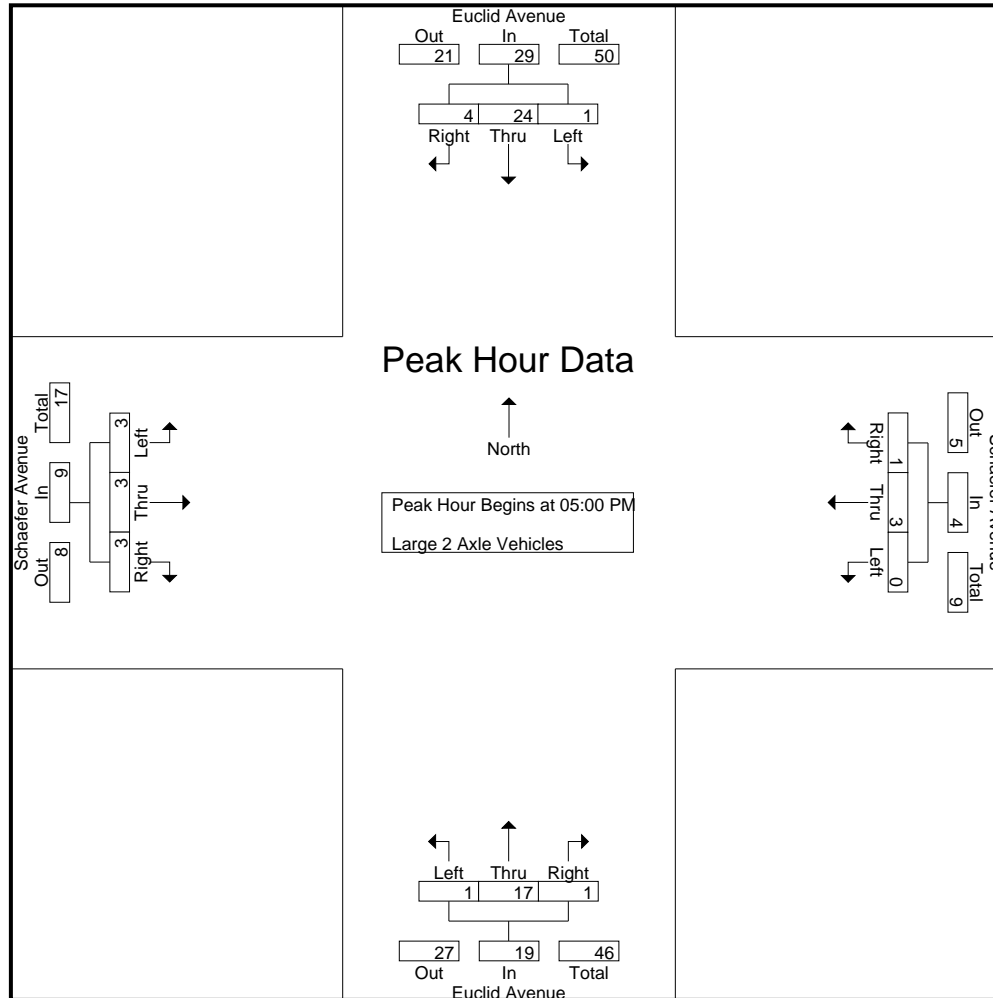 Euclid Avenue
Out In Total
21 29 50
4 24 1
Right Thru Left
Peak Hour Data
North
Peak Hour Begins at 05:00 PM
Large 2 Axle Vehicles
Schaefer Avenue
Total In Out
17 9 8
3 3 3
Left Thru Right
Right Thru Left
1 3 0
Out In Total
5 4 9
Schaefer Avenue
Left Thru Right
1 17 1
27 19 46
Out In Total
Euclid Avenue